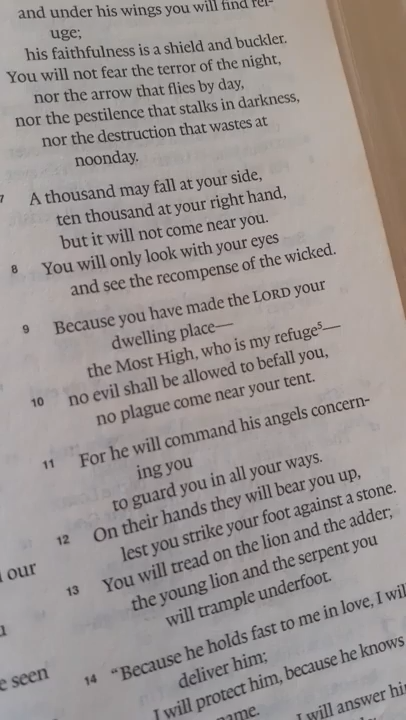 and under his wings you will find ref-
uge;
his faithfulness is a shield and buckler.
You will not fear the terror of the night,
nor the arrow that flies by day,
nor the pestilence that stalks in darkness,
nor the destruction that wastes at
noonday.
7 A thousand may fall at your side,
ten thousand at your right hand,
but it will not come near you.
8 You will only look with your eyes
and see the recompense of the wicked.
9 Because you have made the LORD your
dwelling place—
the Most High, who is my refuge⁵—
10 no evil shall be allowed to befall you,
no plague come near your tent.
11 For he will command his angels concern-
ing you
to guard you in all your ways.
12 On their hands they will bear you up,
lest you strike your foot against a stone.
13 You will tread on the lion and the adder;
the young lion and the serpent you
will trample underfoot.
14 “Because he holds fast to me in love, I will
deliver him;
I will protect him, because he knows
name.
I will answer him
our
seen